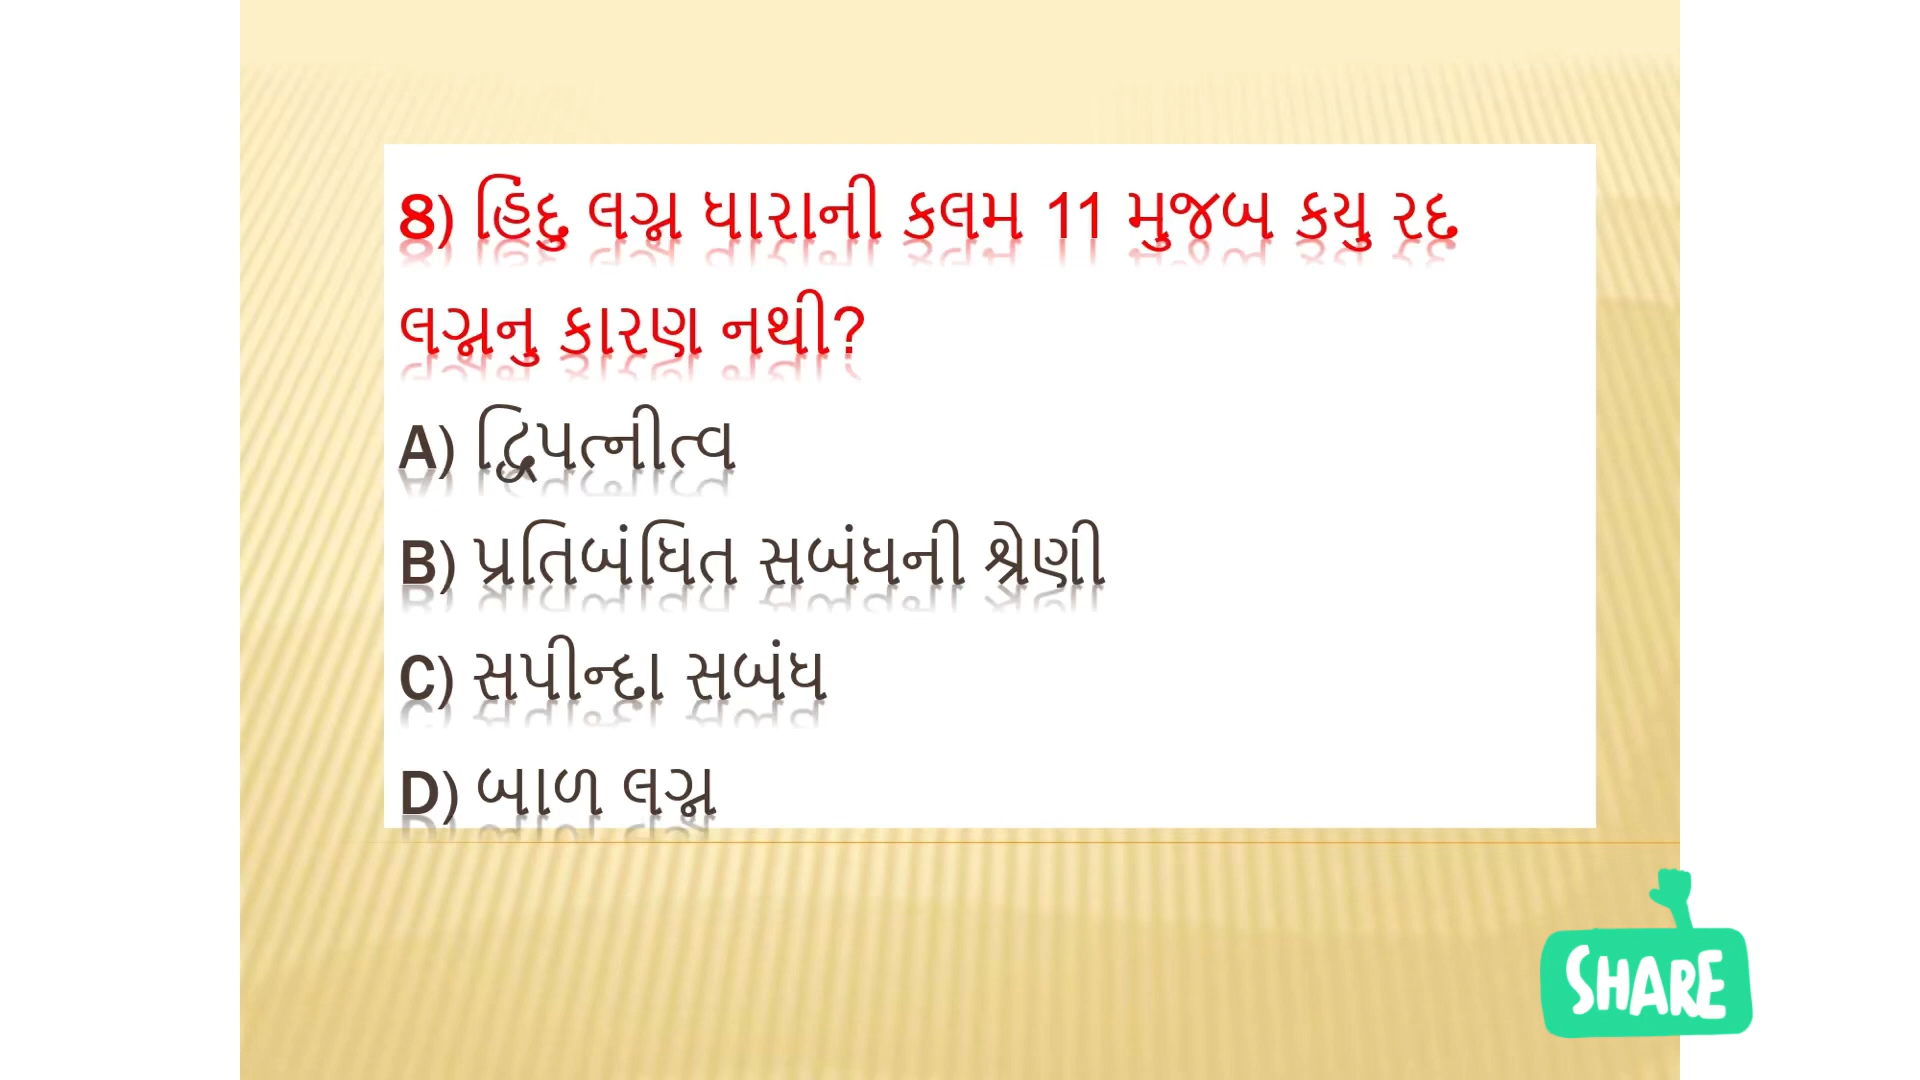 8) હિંદુ લગ્ન ધારાની કલમ 11 મુજબ કયુ રદ્દ
લગ્નનુ કારણ નથી?
A) દ્વિપત્નીત્વ
B) પ્રતિબંધિત સબંધની શ્રેણી
C) સપીન્દ્દા સબંધ
D) બાળ લગ્ન
SHARE